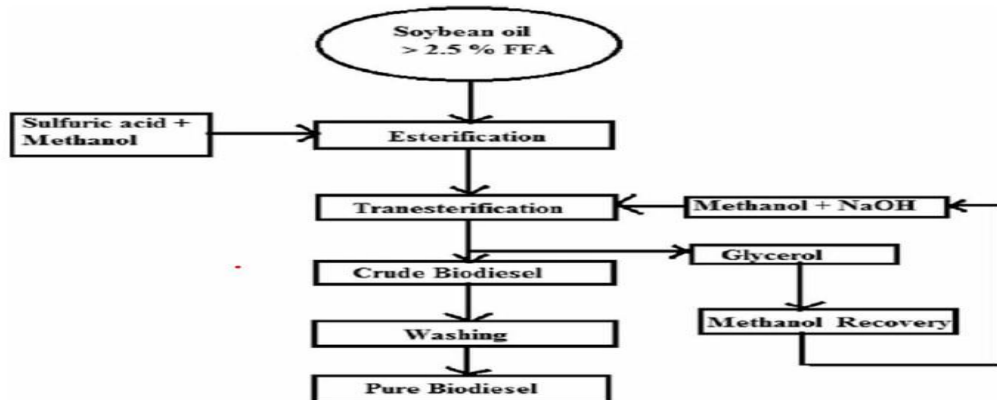 Soybean oil
> 2.5 % FFA
Sulfuric acid +
Methanol
Esterification
Tranesterification
Methanol + NaOH
Glycerol
Crude Biodiesel
Methanol Recovery
Washing
Pure Biodiesel